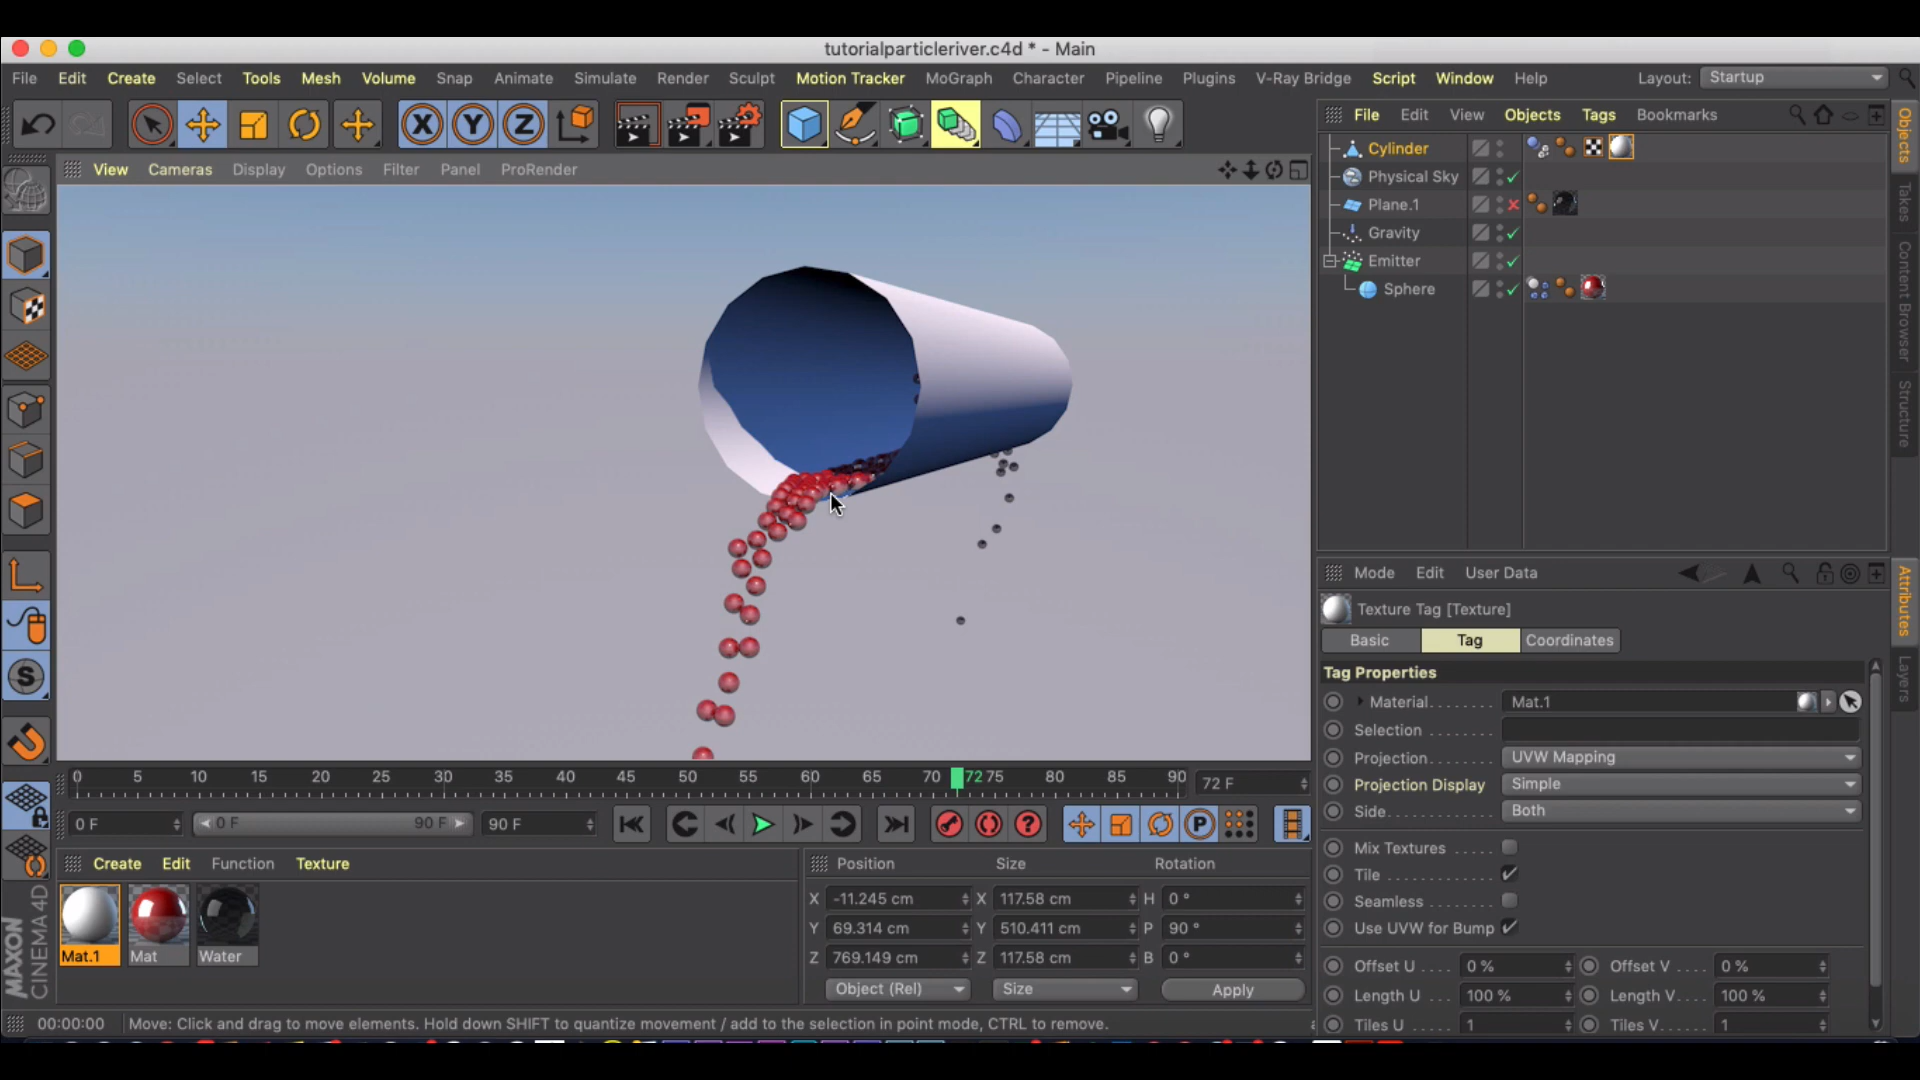 tutorialparticleriver.c4d * - Main
File Edit Create Select Tools Mesh Volume Snap Animate Simulate Render Sculpt Motion Tracker MoGraph Character Pipeline Plugins V-Ray Bridge Script Window Help Layout: Startup
File Edit View Objects Tags Bookmarks
X Y Z
View Cameras Display Options Filter Panel ProRender
Cylinder
Physical Sky
Plane.1
Gravity
Emitter
Sphere
Objects
Takes
Content Browser
Structure
Mode Edit User Data
Texture Tag [Texture]
Basic Tag Coordinates
Tag Properties
Material Mat.1
Selection
Projection UVW Mapping
Projection Display Simple
Side Both
Mix Textures
Tile
Seamless
Use UVW for Bump
Offset U 0 % Offset V 0 %
Length U 100 % Length V 100 %
Tiles U 1 Tiles V 1
Attributes
Layers
0 5 10 15 20 25 30 35 40 45 50 55 60 65 70 72 75 80 85 90 72 F
0 F 0 F 90 F 90 F
Create Edit Function Texture
Mat.1 Mat Water
Position Size Rotation
X -11.245 cm X 117.58 cm H 0 °
Y 69.314 cm Y 510.411 cm P 90 °
Z 769.149 cm Z 117.58 cm B 0 °
Object (Rel) Size Apply
MAXON
CINEMA4D
00:00:00 Move: Click and drag to move elements. Hold down SHIFT to quantize movement / add to the selection in point mode, CTRL to remove.